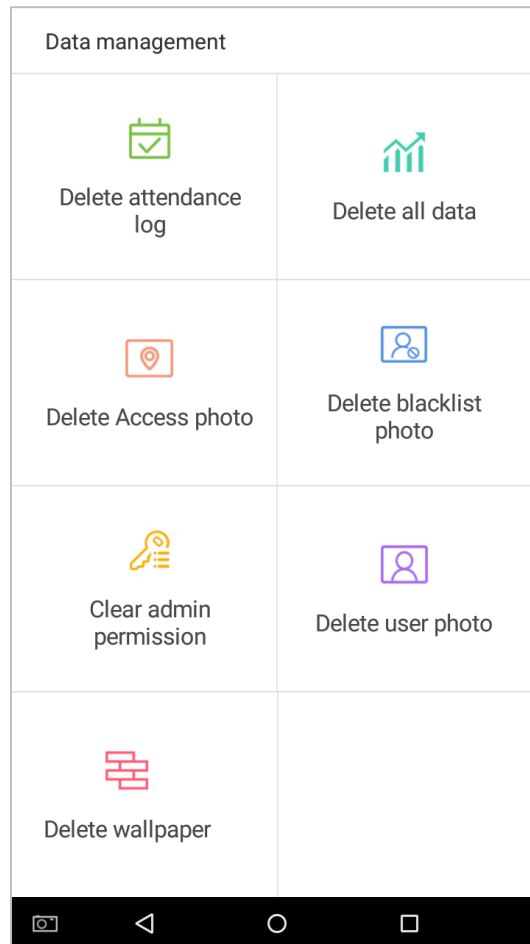 Data management
Delete attendance
log
Delete all data
Delete Access photo
Delete blacklist
photo
Clear admin
permission
Delete user photo
Delete wallpaper